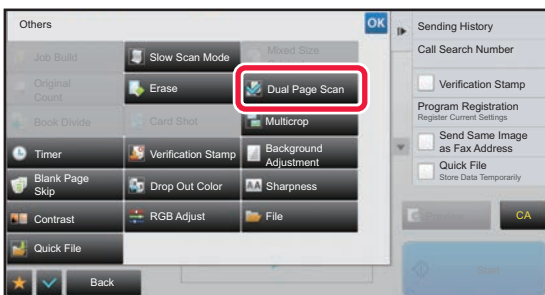 Others
OK
Job Build
Slow Scan Mode
Mixed Size
Original
Count
Erase
Dual Page Scan
Book Divide
Card Shot
Multicrop
Timer
Verification Stamp
Background
Adjustment
Blank Page
Skip
Drop Out Color
Sharpness
Contrast
RGB Adjust
File
Quick File
Back
Sending History
Call Search Number
Verification Stamp
Program Registration
Register Current Settings
Send Same Image
as Fax Address
Quick File
Store Data Temporarily
CA
Start